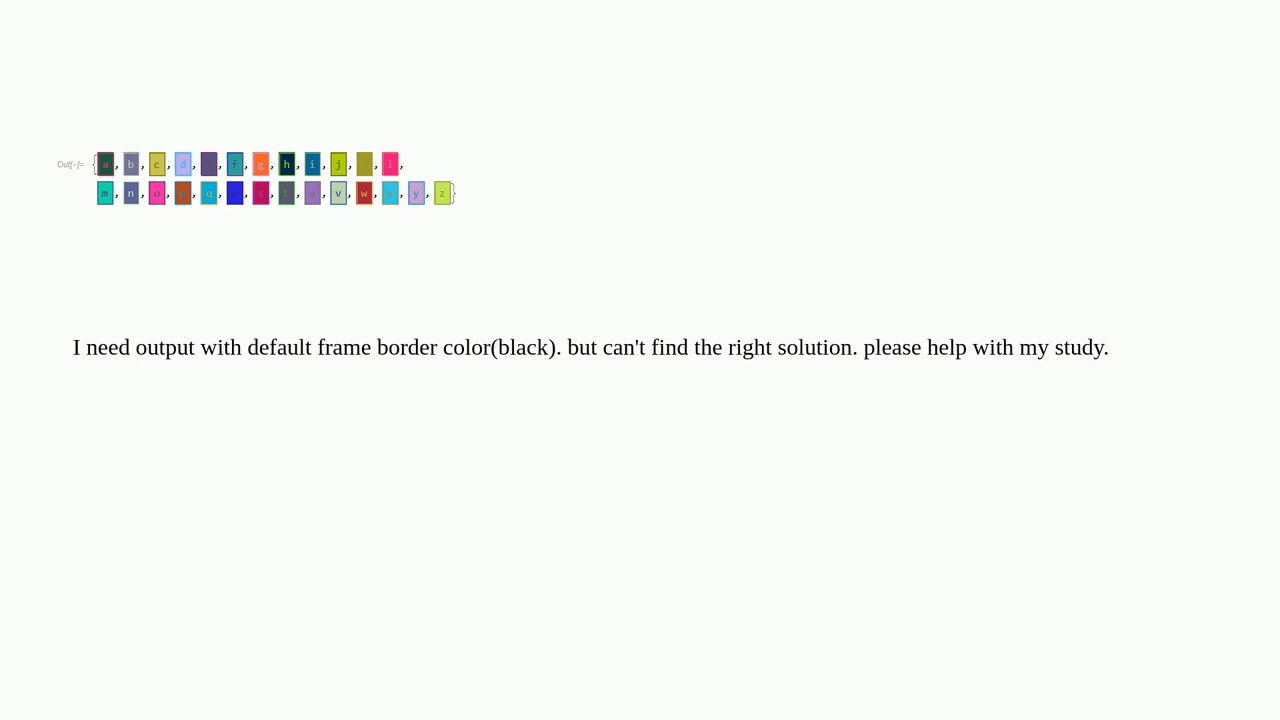 Out[•]= {a, b, c, d, , f, g, h, i, j, , l,
m, n, o, p, q, , s, t, u, v, w, x, y, z}
I need output with default frame border color(black). but can't find the right solution. please help with my study.